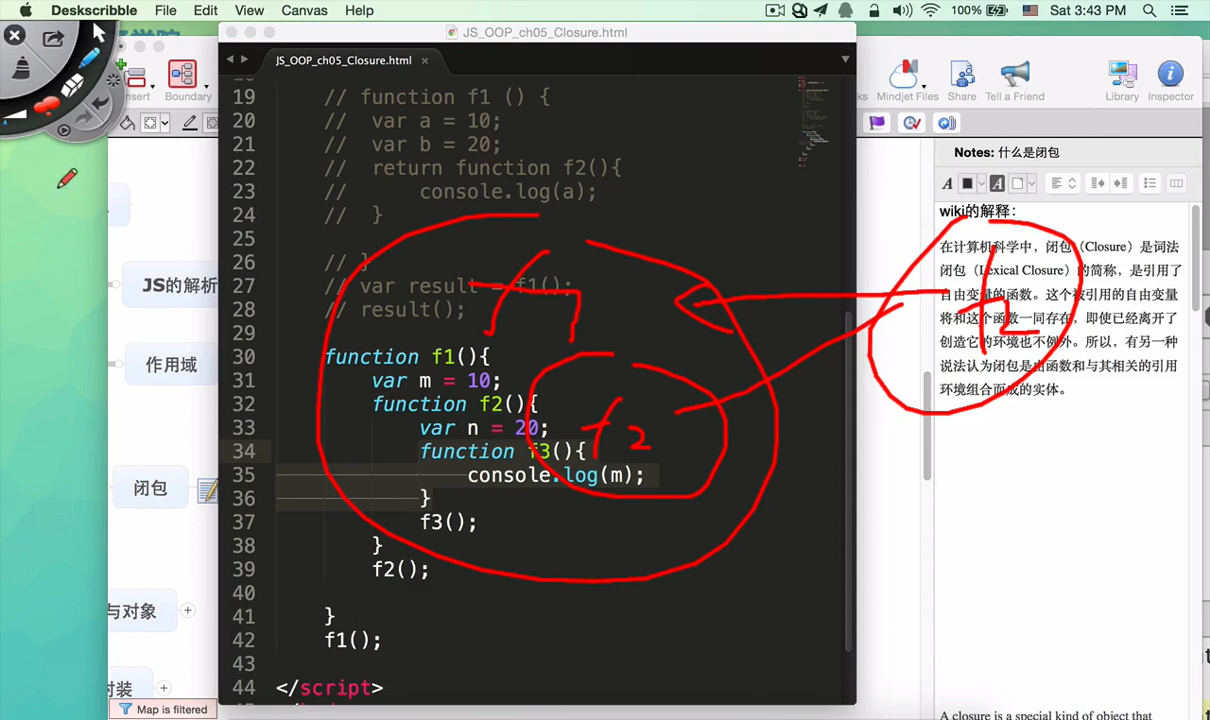 Deskscribble File Edit View Canvas Help
100% Sat 3:43 PM
JS_OOP_ch05_Closure.html
JS_OOP_ch05_Closure.html ×
nsert Boundary
Mindjet Files Share Tell a Friend Library Inspector
Notes: 什么是闭包
19 // function f1 () {
20 // var a = 10;
21 // var b = 20;
22 // return function f2(){
23 // console.log(a);
24 // }
25
26 // }
27 // var result = f1();
28 // result();
29
30 function f1(){
31 var m = 10;
32 function f2(){
33 var n = 20;
34 function f3(){
35 console.log(m);
36 }
37 f3();
38 }
39 f2();
40
41 }
42 f1();
43
44 </script>
f1
f2
f2
JS的解析
作用域
闭包
与对象
封装
Map is filtered
wiki的解释：
在计算机科学中，闭包（Closure）是词法
闭包（Lexical Closure）的简称，是引用了
自由变量的函数。这个被引用的自由变量
将和这个函数一同存在，即使已经离开了
创造它的环境也不例外。所以，有另一种
说法认为闭包是由函数和与其相关的引用
环境组合而成的实体。
A closure is a special kind of object that